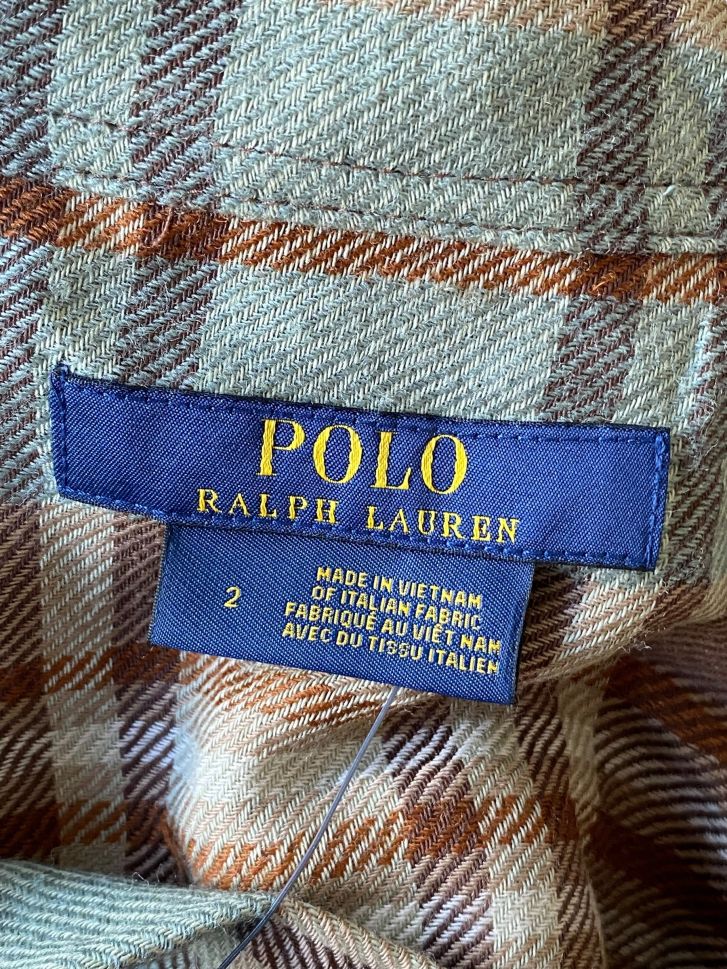 POLO
RALPH LAUREN
2
MADE IN VIETNAM
OF ITALIAN FABRIC
FABRIQUÉ AU VIÊT NAM
AVEC DU TISSU ITALIEN